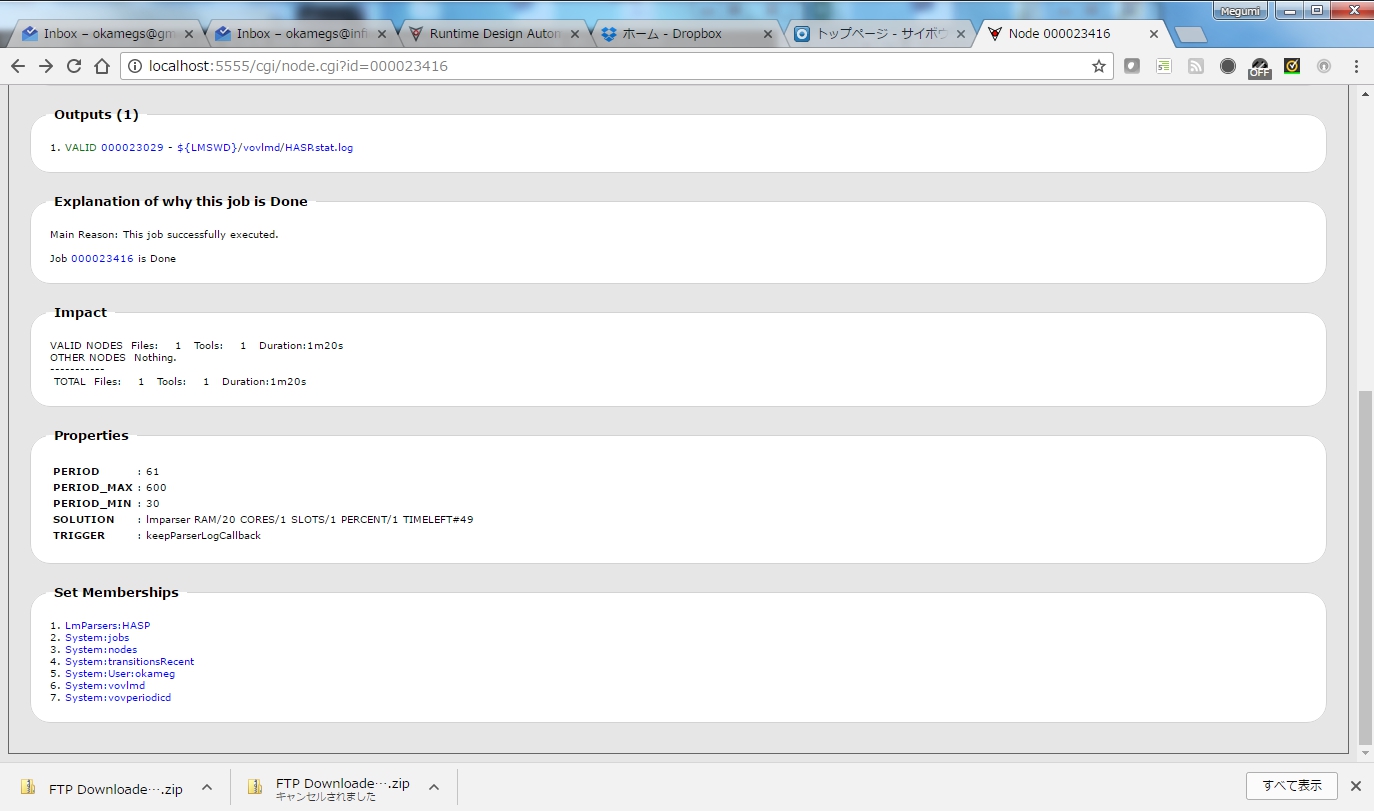 Megumi
Inbox – okamegs@gm
Inbox – okamegs@inf
Runtime Design Auton
ホーム - Dropbox
トップページ - サイボウ
Node 000023416
localhost:5555/cgi/node.cgi?id=000023416
OFF
Outputs (1)
1. VALID 000023029 - ${LMSWD}/vovlmd/HASP.stat.log
Explanation of why this job is Done
Main Reason: This job successfully executed.
Job 000023416 is Done
Impact
VALID NODES Files: 1 Tools: 1 Duration:1m20s
OTHER NODES Nothing.
-----------
TOTAL Files: 1 Tools: 1 Duration:1m20s
Properties
PERIOD : 61
PERIOD_MAX : 600
PERIOD_MIN : 30
SOLUTION : lmparser RAM/20 CORES/1 SLOTS/1 PERCENT/1 TIMELEFT#49
TRIGGER : keepParserLogCallback
Set Memberships
1. LmParsers:HASP
2. System:jobs
3. System:nodes
4. System:transitionsRecent
5. System:User:okameg
6. System:vovlmd
7. System:vovperiodicd
FTP Downloade….zip
FTP Downloade….zip
キャンセルされました
すべて表示